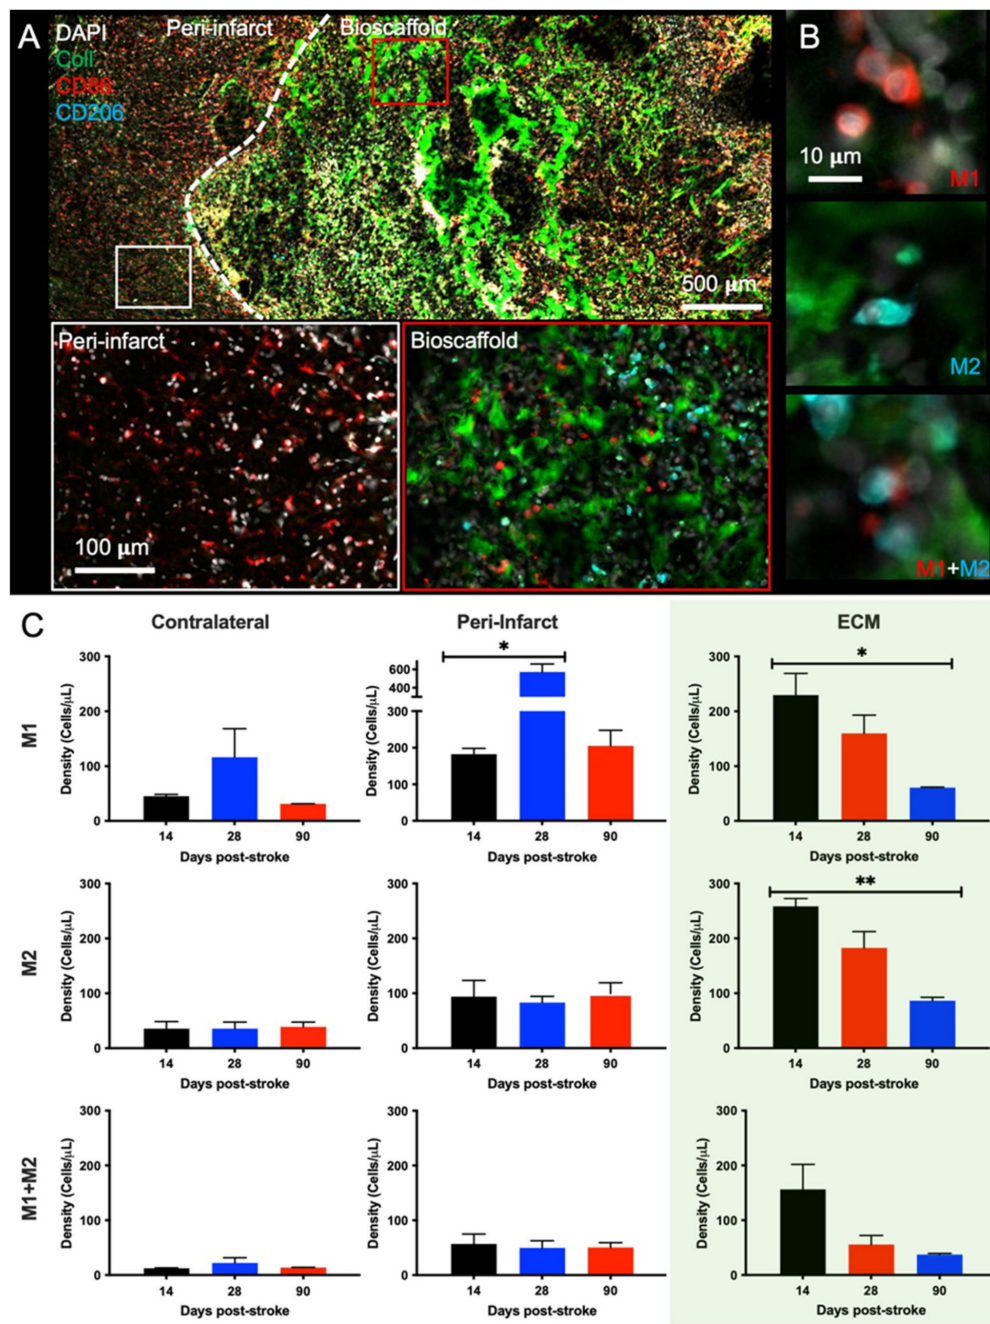 A
DAPI
Coll
CD86
CD206
Peri-infarct
Bioscaffold
500 μm
Peri-infarct
100 μm
Bioscaffold
B
10 μm
M1
M2
M1+M2
C
Contralateral
Peri-Infarct
ECM
M1
Density (Cells/μL)
300
200
100
0
14 28 90
Days post-stroke
*
Density (Cells/μL)
600
400
300
200
100
0
14 28 90
Days post-stroke
*
Density (Cells/μL)
300
200
100
0
14 28 90
Days post-stroke
M2
Density (Cells/μL)
300
200
100
0
14 28 90
Days post-stroke
Density (Cells/μL)
300
200
100
0
14 28 90
Days post-stroke
**
Density (Cells/μL)
300
200
100
0
14 28 90
Days post-stroke
M1+M2
Density (Cells/μL)
300
200
100
0
14 28 90
Days post-stroke
Density (Cells/μL)
300
200
100
0
14 28 90
Days post-stroke
Density (Cells/μL)
300
200
100
0
14 28 90
Days post-stroke